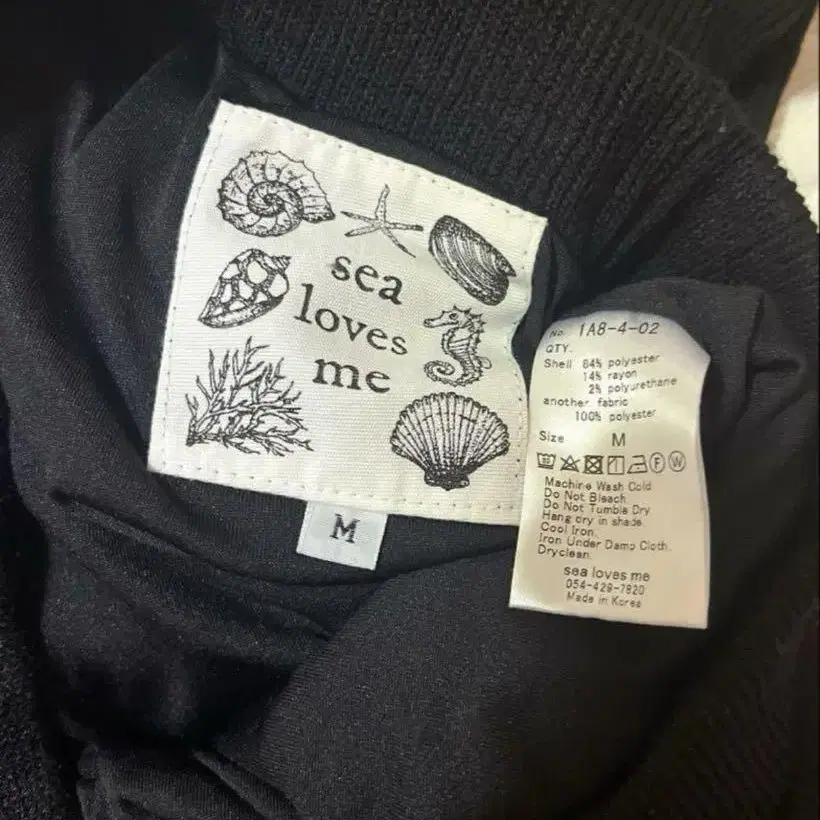 sea
loves
me
M
No. 1A8-4-02
QTY.
Shell 84% polyester
14% rayon
2% polyurethane
another fabric
100% polyester
Size M
F W
Machine Wash Cold
Do Not Bleach.
Do Not Tumble Dry
Hang dry in shade.
Cool Iron.
Iron Under Damp Cloth.
Dryclean.
sea loves me
054-429-7820
Made in Korea